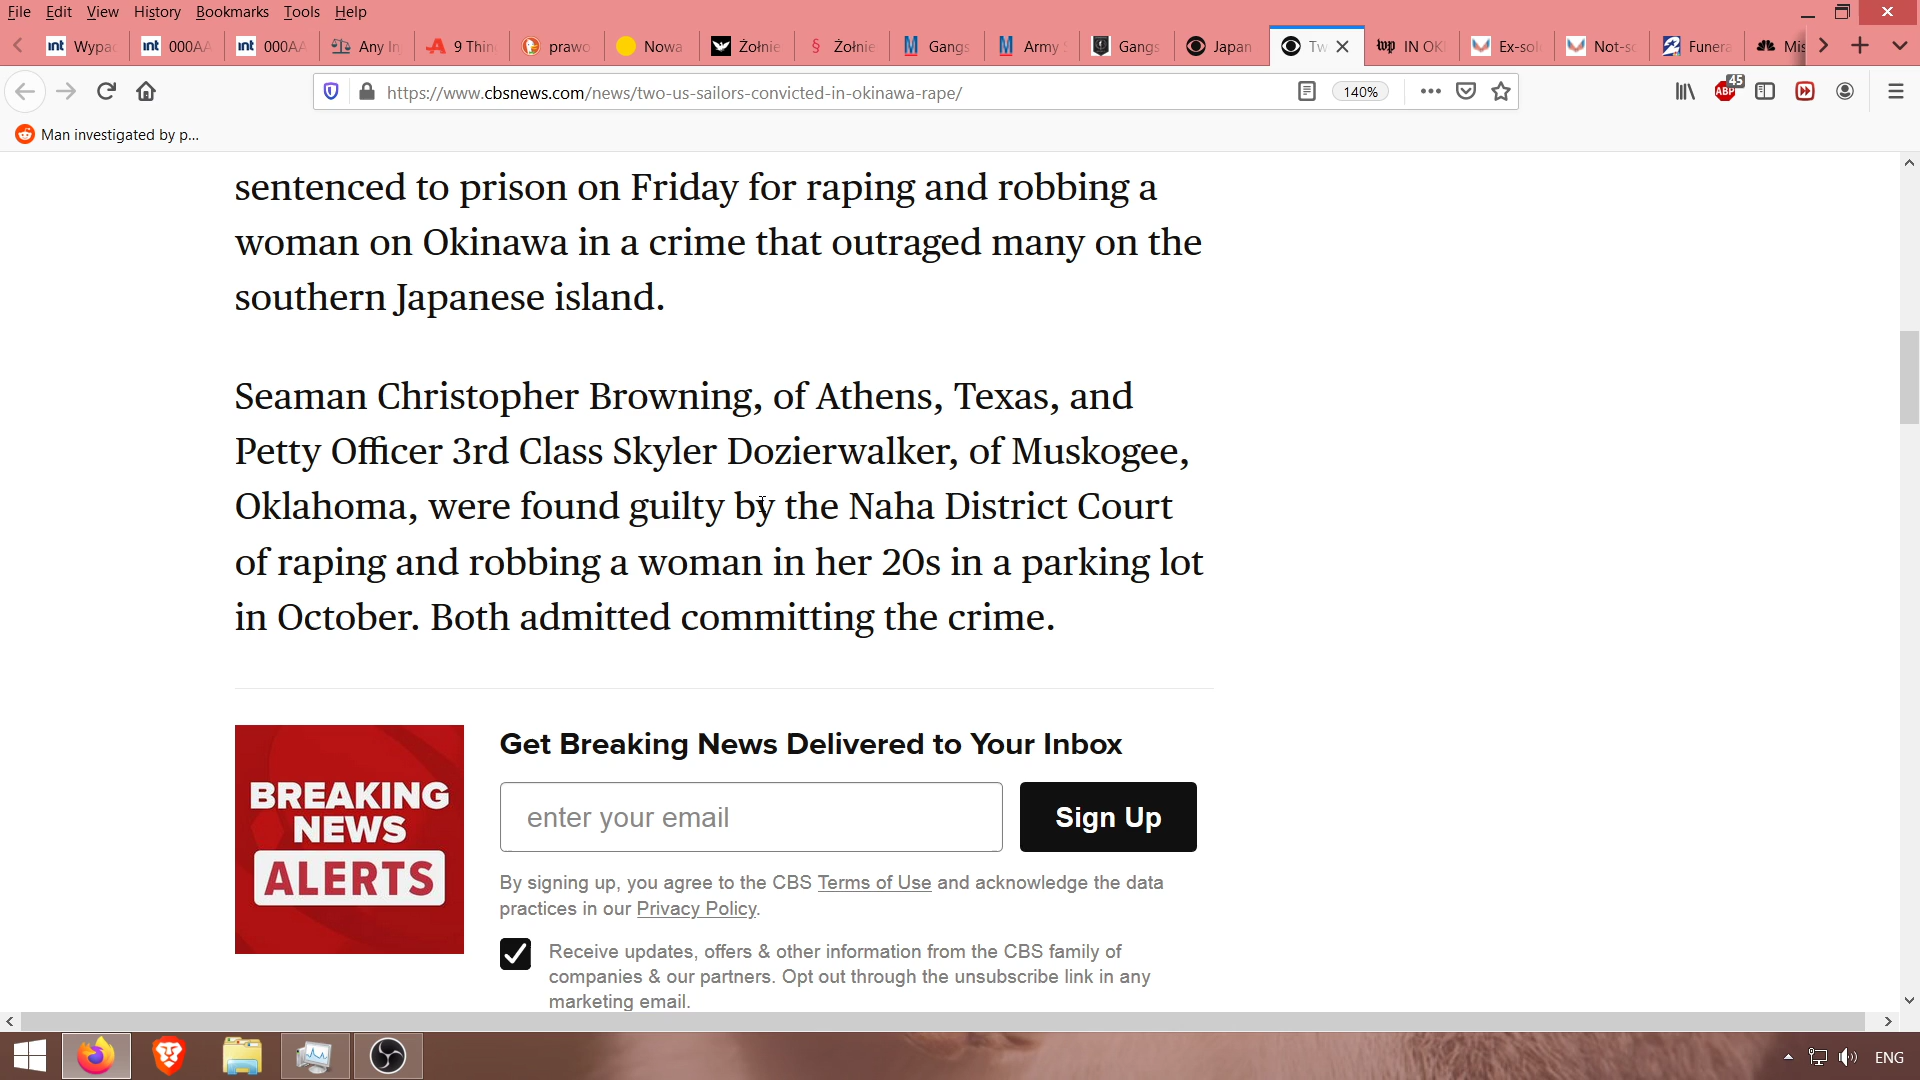 File Edit View History Bookmarks Tools Help
int Wypa int 000AA int 000AA Any In 9 Thin prawo Nowa Żołnie § Żołnie M Gangs M Army Gangs Japan Tw IN OKI Ex-sol Not-so Funera Mis
https://www.cbsnews.com/news/two-us-sailors-convicted-in-okinawa-rape/ 140% ABP 45
Man investigated by p...
sentenced to prison on Friday for raping and robbing a
woman on Okinawa in a crime that outraged many on the
southern Japanese island.
Seaman Christopher Browning, of Athens, Texas, and
Petty Officer 3rd Class Skyler Dozierwalker, of Muskogee,
Oklahoma, were found guilty by the Naha District Court
of raping and robbing a woman in her 20s in a parking lot
in October. Both admitted committing the crime.
BREAKING
NEWS
ALERTS
Get Breaking News Delivered to Your Inbox
enter your email
Sign Up
By signing up, you agree to the CBS Terms of Use and acknowledge the data
practices in our Privacy Policy.
Receive updates, offers & other information from the CBS family of
companies & our partners. Opt out through the unsubscribe link in any
marketing email.
ENG